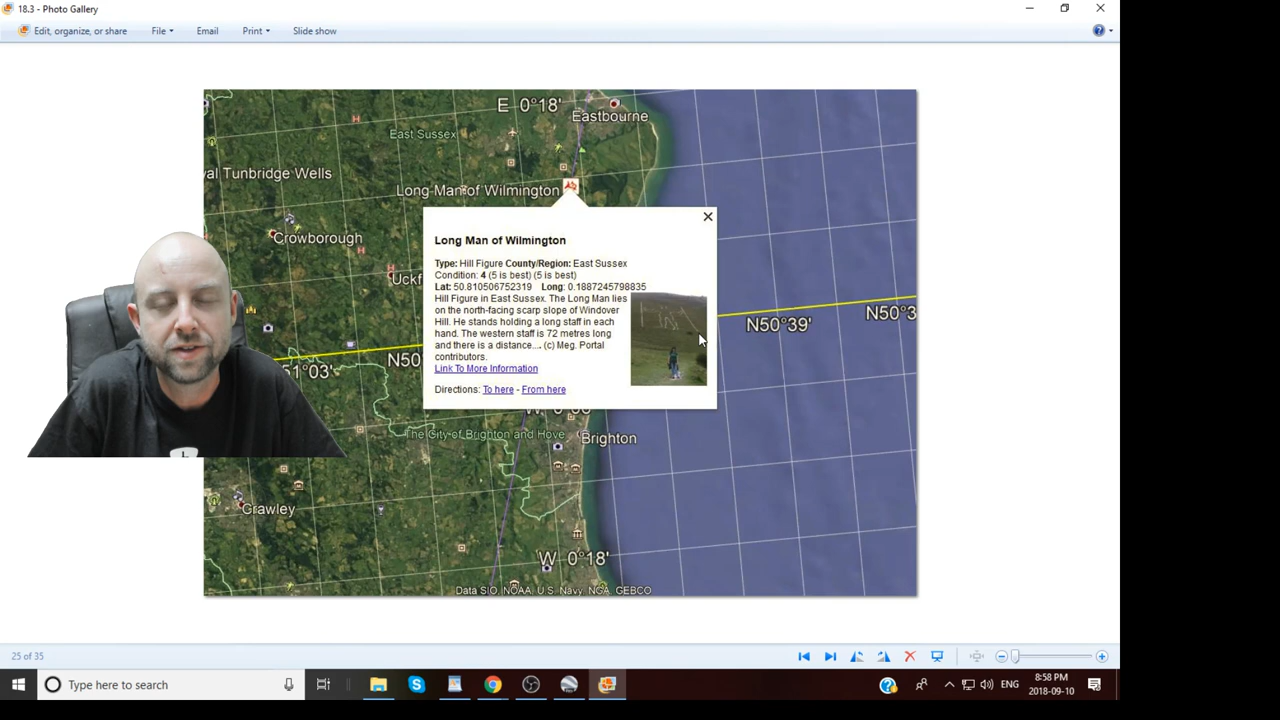 18.3 - Photo Gallery
Edit, organize, or share File Email Print Slide show
E 0°18'
Eastbourne
East Sussex
val Tunbridge Wells
Long Man of Wilmington
Crowborough
Uckf
Long Man of Wilmington
Type: Hill Figure County/Region: East Sussex
Condition: 4 (5 is best) (5 is best)
Lat: 50.810506752319 Long: 0.1887245798835
Hill Figure in East Sussex. The Long Man lies
on the north-facing scarp slope of Windover
Hill. He stands holding a long staff in each
hand. The western staff is 72 metres long
and there is a distance... (c) Meg. Portal
contributors.
Link To More Information
Directions: To here - From here
N50°39'
N50°3
51°03'
N50
The City of Brighton and Hove
Brighton
Crawley
W 0°18'
Data SIO, NOAA, U.S. Navy, NGA, GEBCO
25 of 35
Type here to search
ENG
8:58 PM
2018-09-10